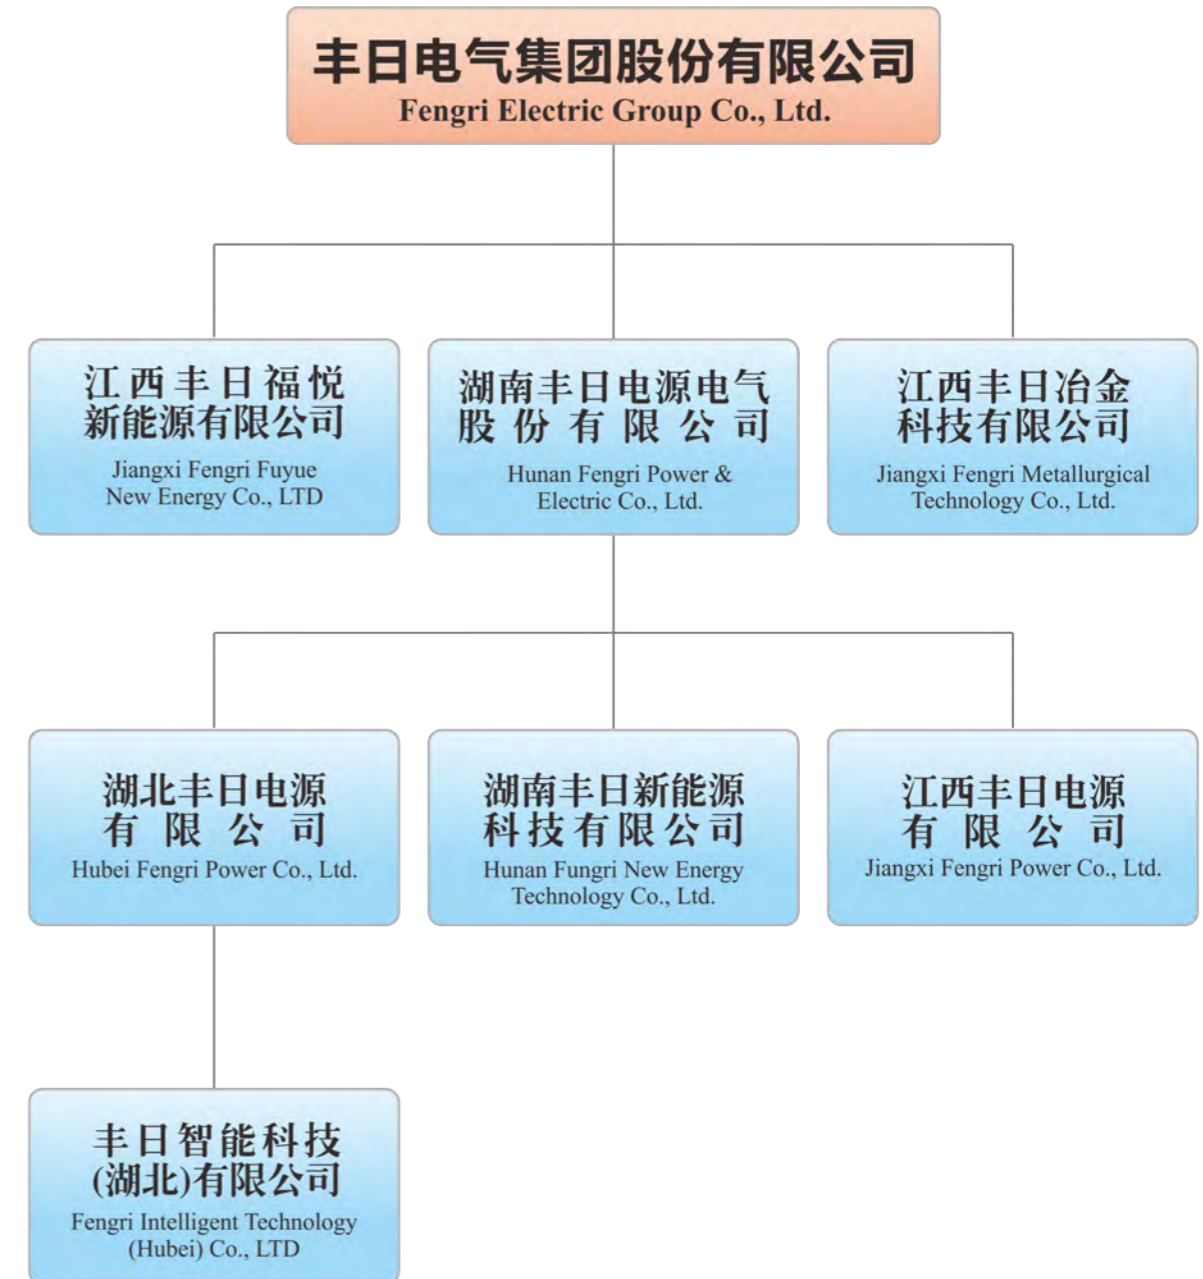 丰日电气集团股份有限公司
Fengri Electric Group Co., Ltd.
江西丰日福悦
新能源有限公司
Jiangxi Fengri Fuyue
New Energy Co., LTD
湖南丰日电源电气
股份有限公司
Hunan Fengri Power &
Electric Co., Ltd.
江西丰日冶金
科技有限公司
Jiangxi Fengri Metallurgical
Technology Co., Ltd.
湖北丰日电源
有限公司
Hubei Fengri Power Co., Ltd.
湖南丰日新能源
科技有限公司
Hunan Fungri New Energy
Technology Co., Ltd.
江西丰日电源
有限公司
Jiangxi Fengri Power Co., Ltd.
丰日智能科技
(湖北)有限公司
Fengri Intelligent Technology
(Hubei) Co., LTD